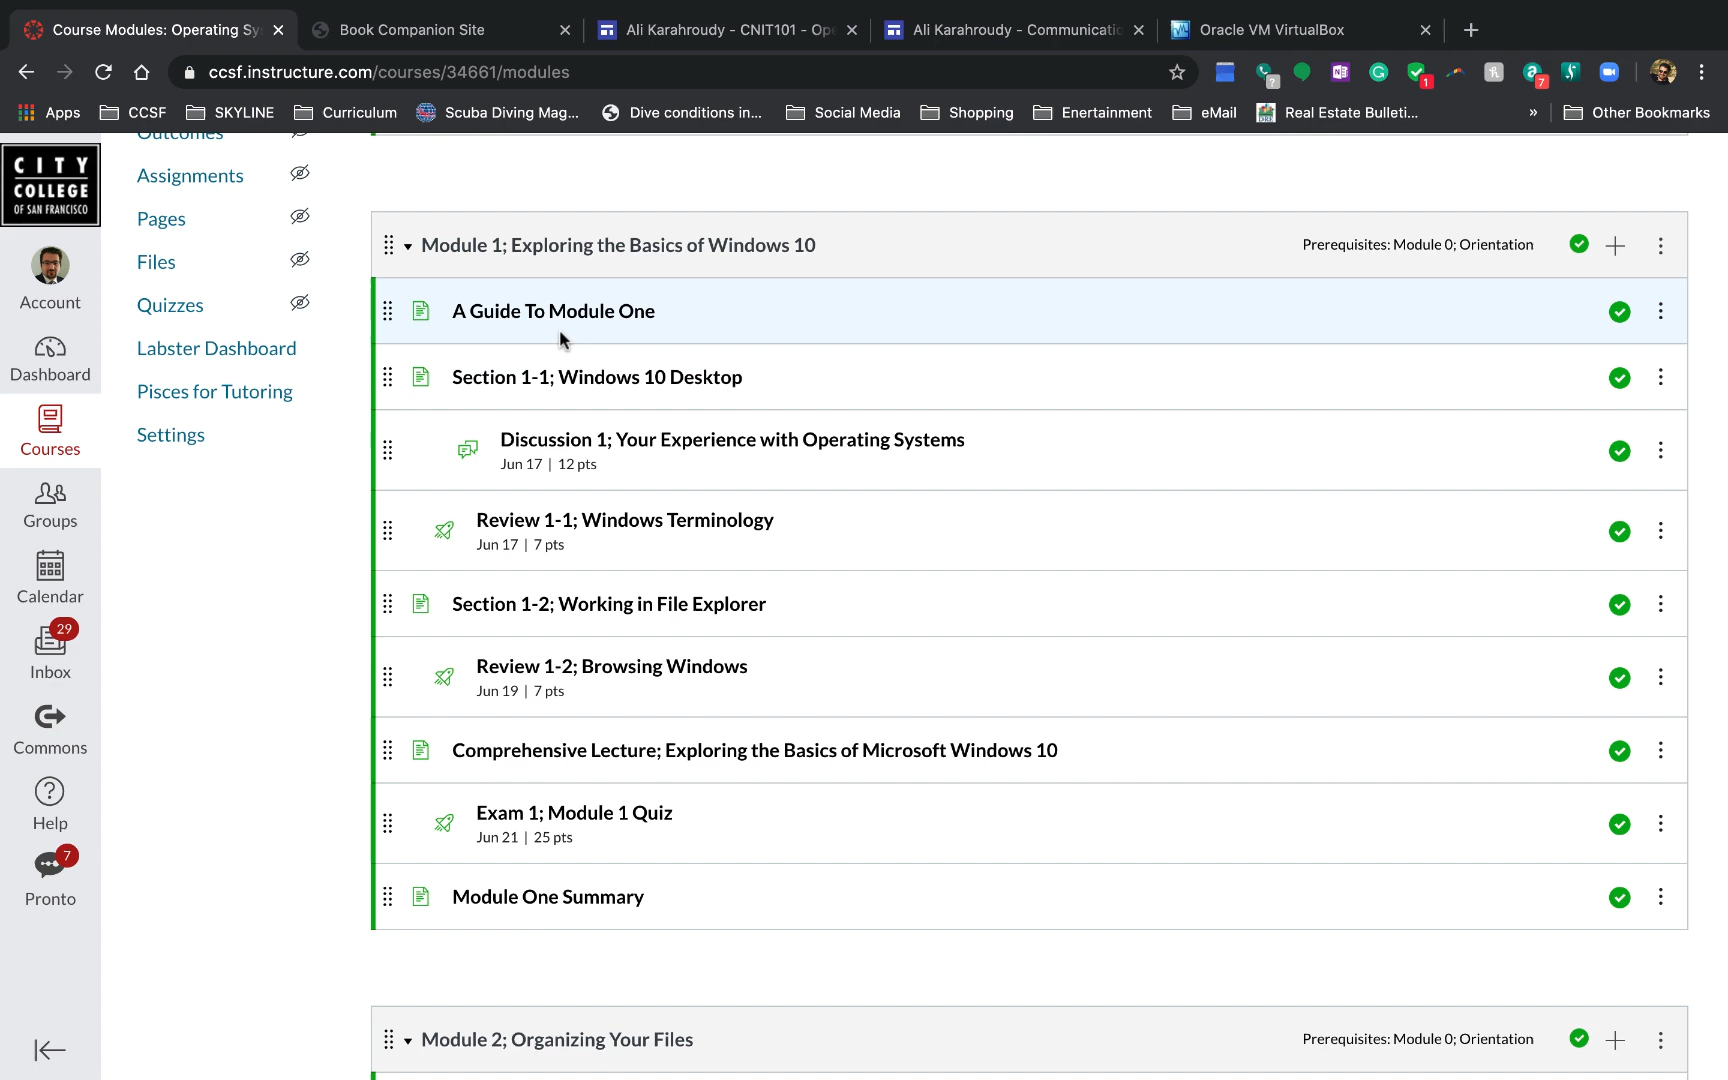 Course Modules: Operating Sy
Book Companion Site
Ali Karahroudy - CNIT101 - Ope
Ali Karahroudy - Communicatio
Oracle VM VirtualBox
ccsf.instructure.com/courses/34661/modules
Apps
CCSF
SKYLINE
Curriculum
Scuba Diving Mag...
Dive conditions in...
Social Media
Shopping
Enertainment
eMail
Real Estate Bulleti...
»
Other Bookmarks
CITY
COLLEGE
OF SAN FRANCISCO
Account
Dashboard
Courses
Groups
Calendar
29
Inbox
Commons
Help
7
Pronto
Outcomes
Assignments
Pages
Files
Quizzes
Labster Dashboard
Pisces for Tutoring
Settings
Module 1; Exploring the Basics of Windows 10
Prerequisites: Module 0; Orientation
A Guide To Module One
Section 1-1; Windows 10 Desktop
Discussion 1; Your Experience with Operating Systems
Jun 17 | 12 pts
Review 1-1; Windows Terminology
Jun 17 | 7 pts
Section 1-2; Working in File Explorer
Review 1-2; Browsing Windows
Jun 19 | 7 pts
Comprehensive Lecture; Exploring the Basics of Microsoft Windows 10
Exam 1; Module 1 Quiz
Jun 21 | 25 pts
Module One Summary
Module 2; Organizing Your Files
Prerequisites: Module 0; Orientation